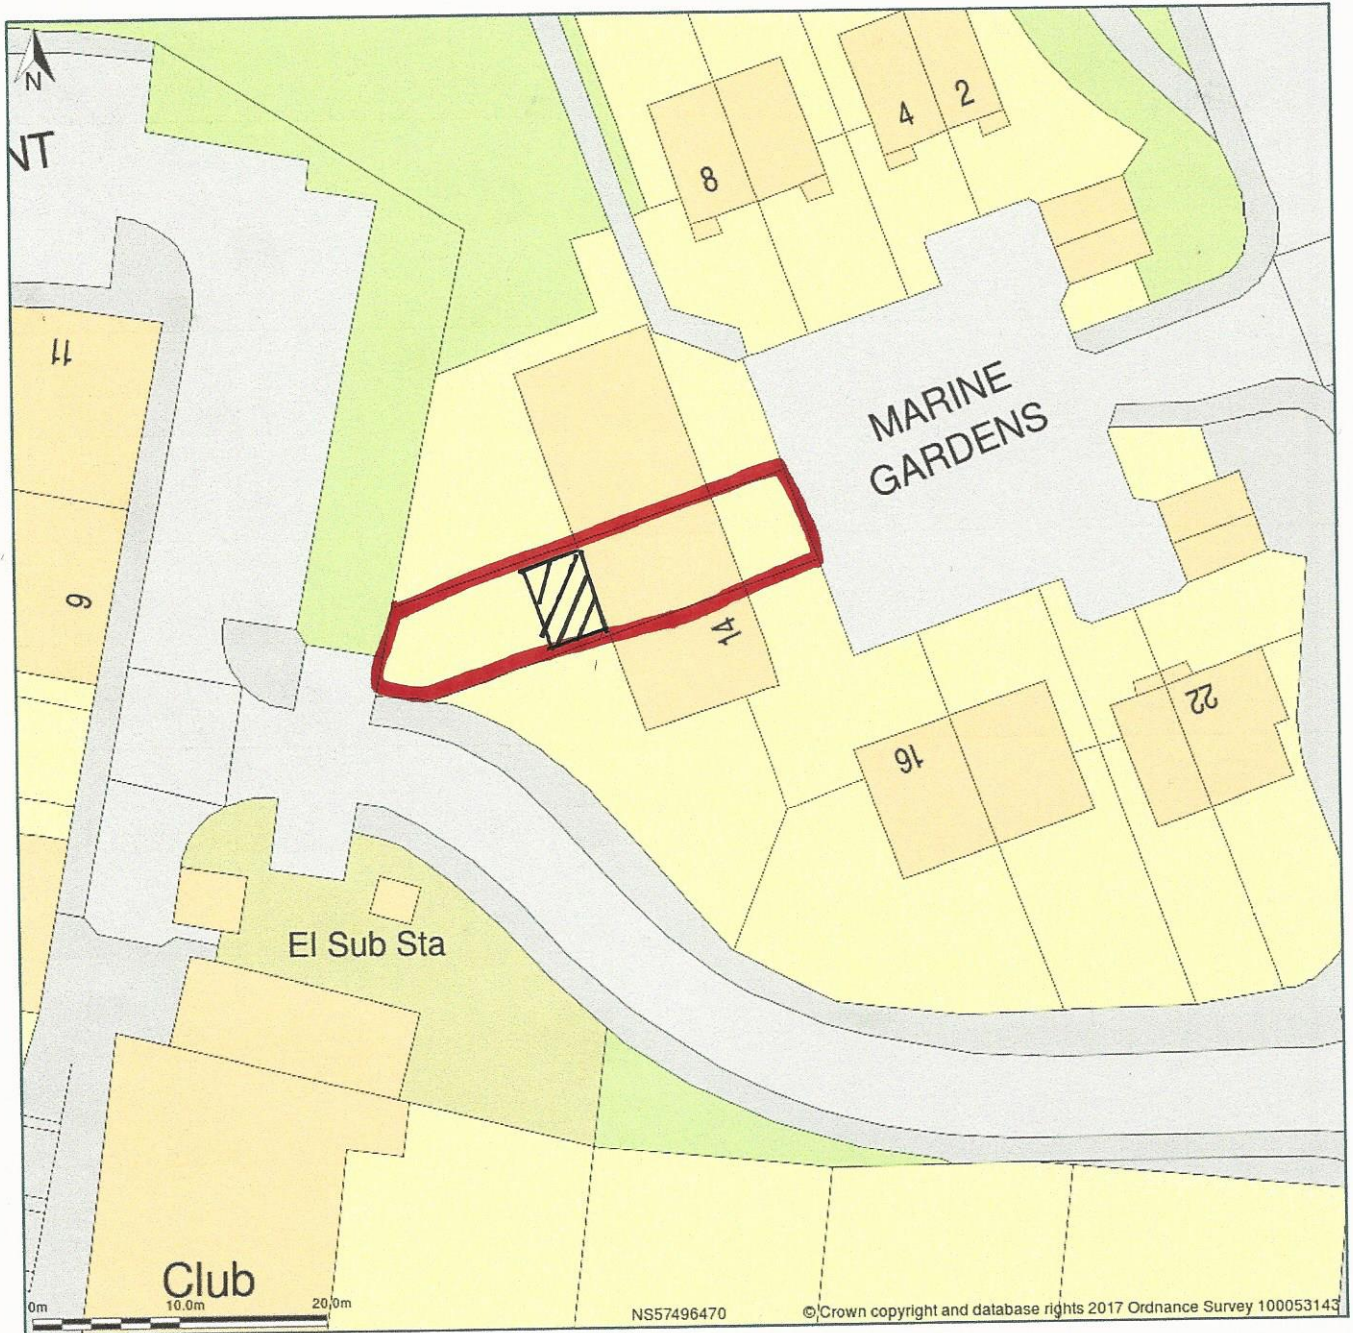 N
NT
8
4
2
11
MARINE
GARDENS
9
14
16
22
El Sub Sta
Club
0m 10.0m 20.0m
NS57496470
©Crown copyright and database rights 2017 Ordnance Survey 100053143